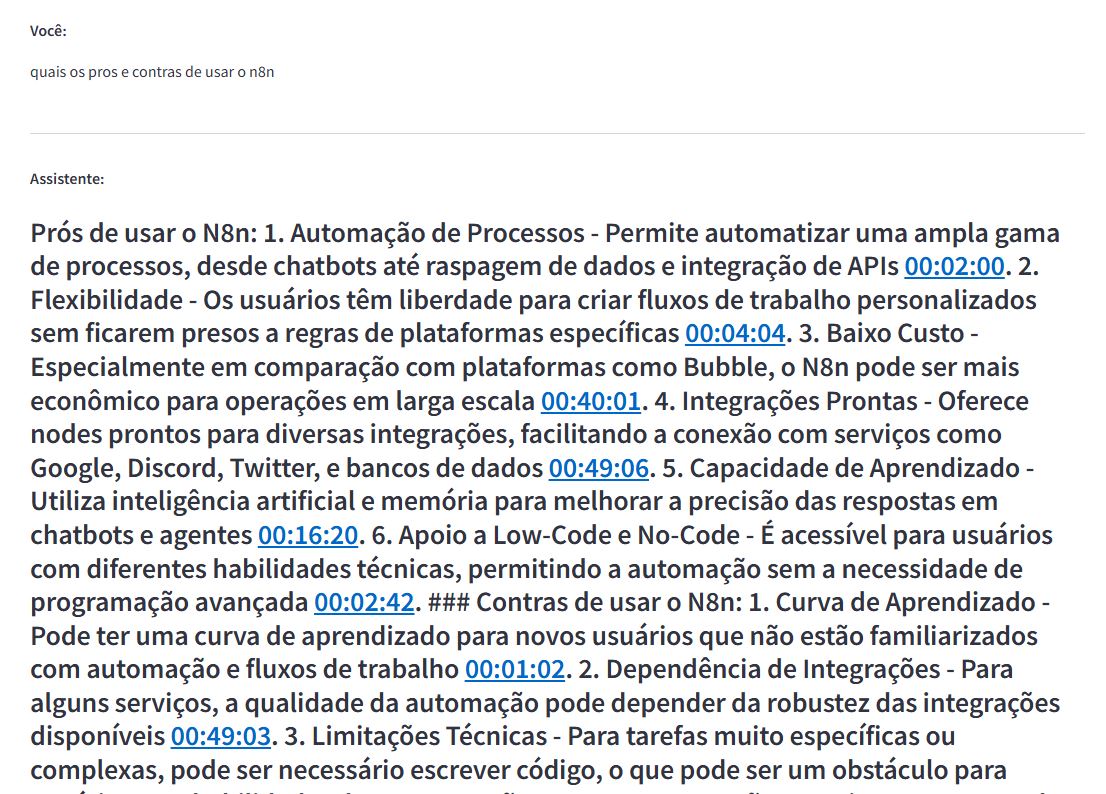 Você:
quais os pros e contras de usar o n8n
Assistente:
Prós de usar o N8n: 1. Automação de Processos - Permite automatizar uma ampla gama
de processos, desde chatbots até raspagem de dados e integração de APIs 00:02:00. 2.
Flexibilidade - Os usuários têm liberdade para criar fluxos de trabalho personalizados
sem ficarem presos a regras de plataformas específicas 00:04:04. 3. Baixo Custo -
Especialmente em comparação com plataformas como Bubble, o N8n pode ser mais
econômico para operações em larga escala 00:40:01. 4. Integrações Prontas - Oferece
nodes prontos para diversas integrações, facilitando a conexão com serviços como
Google, Discord, Twitter, e bancos de dados 00:49:06. 5. Capacidade de Aprendizado -
Utiliza inteligência artificial e memória para melhorar a precisão das respostas em
chatbots e agentes 00:16:20. 6. Apoio a Low-Code e No-Code - É acessível para usuários
com diferentes habilidades técnicas, permitindo a automação sem a necessidade de
programação avançada 00:02:42. ### Contras de usar o N8n: 1. Curva de Aprendizado -
Pode ter uma curva de aprendizado para novos usuários que não estão familiarizados
com automação e fluxos de trabalho 00:01:02. 2. Dependência de Integrações - Para
alguns serviços, a qualidade da automação pode depender da robustez das integrações
disponíveis 00:49:03. 3. Limitações Técnicas - Para tarefas muito específicas ou
complexas, pode ser necessário escrever código, o que pode ser um obstáculo para